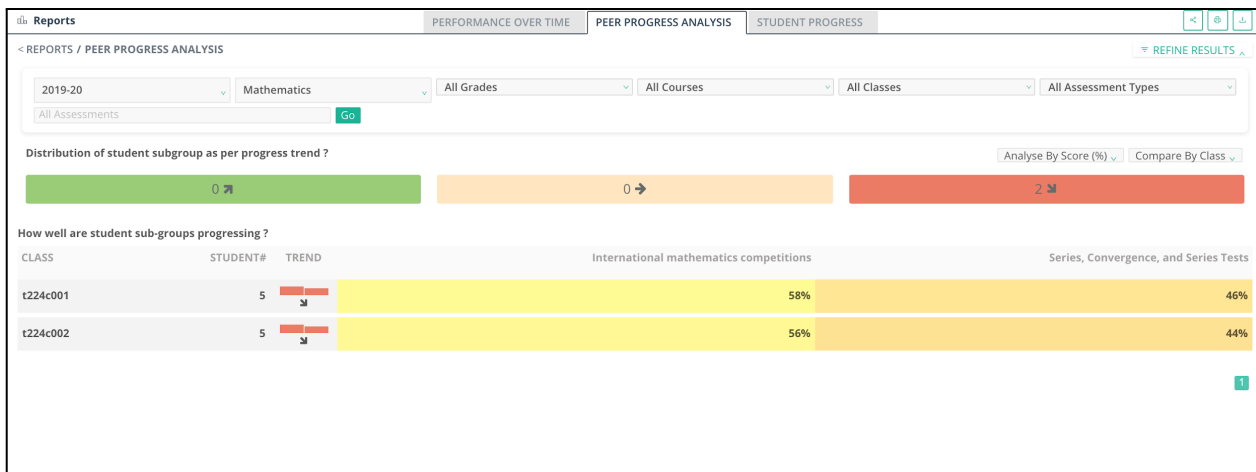 Reports
PERFORMANCE OVER TIME
PEER PROGRESS ANALYSIS
STUDENT PROGRESS
< REPORTS / PEER PROGRESS ANALYSIS
REFINE RESULTS
2019-20
Mathematics
All Grades
All Courses
All Classes
All Assessment Types
All Assessments
Go
Distribution of student subgroup as per progress trend ?
Analyse By Score (%)
Compare By Class
0
0
2
How well are student sub-groups progressing ?
CLASS STUDENT# TREND International mathematics competitions Series, Convergence, and Series Tests
t224c001 5 58% 46%
t224c002 5 56% 44%
1